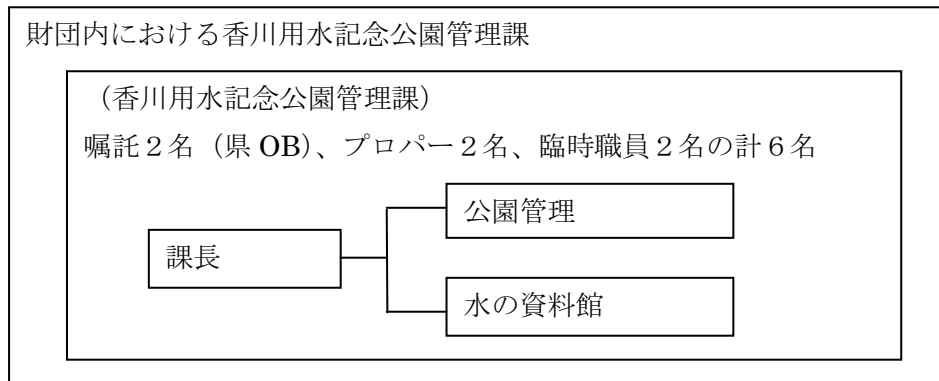 財団内における香川用水記念公園管理課
（香川用水記念公園管理課）
嘱託２名（県 OB）、プロパー２名、臨時職員２名の計６名
公園管理
課長
水の資料館